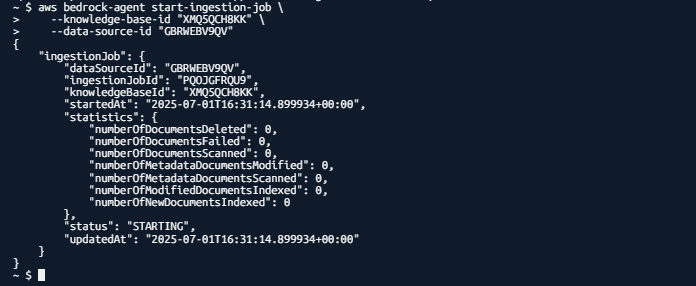 ~ $ aws bedrock-agent start-ingestion-job \
>     --knowledge-base-id "XMQ5QCH8KK" \
>     --data-source-id "GBRWEBV9QV"
{
    "ingestionJob": {
        "dataSourceId": "GBRWEBV9QV",
        "ingestionJobId": "PQOJGFRQU9",
        "knowledgeBaseId": "XMQ5QCH8KK",
        "startedAt": "2025-07-01T16:31:14.899934+00:00",
        "statistics": {
            "numberOfDocumentsDeleted": 0,
            "numberOfDocumentsFailed": 0,
            "numberOfDocumentsScanned": 0,
            "numberOfMetadataDocumentsModified": 0,
            "numberOfMetadataDocumentsScanned": 0,
            "numberOfModifiedDocumentsIndexed": 0,
            "numberOfNewDocumentsIndexed": 0
        },
        "status": "STARTING",
        "updatedAt": "2025-07-01T16:31:14.899934+00:00"
    }
}
~ $